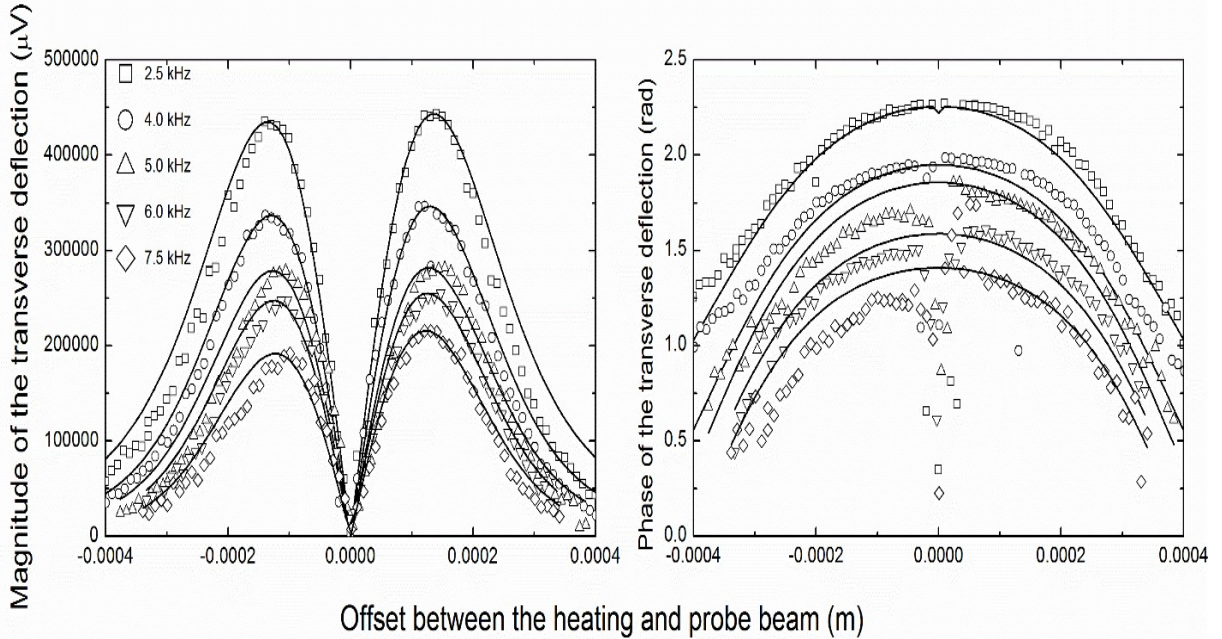 Magnitude of the transverse deflection (μV)
500000
400000
300000
200000
100000
0
2.5 kHz
4.0 kHz
5.0 kHz
6.0 kHz
7.5 kHz
-0.0004
-0.0002
0.0000
0.0002
0.0004
Phase of the transverse deflection (rad)
2.5
2.0
1.5
1.0
0.5
0.0
-0.0004
-0.0002
0.0000
0.0002
0.0004
Offset between the heating and probe beam (m)